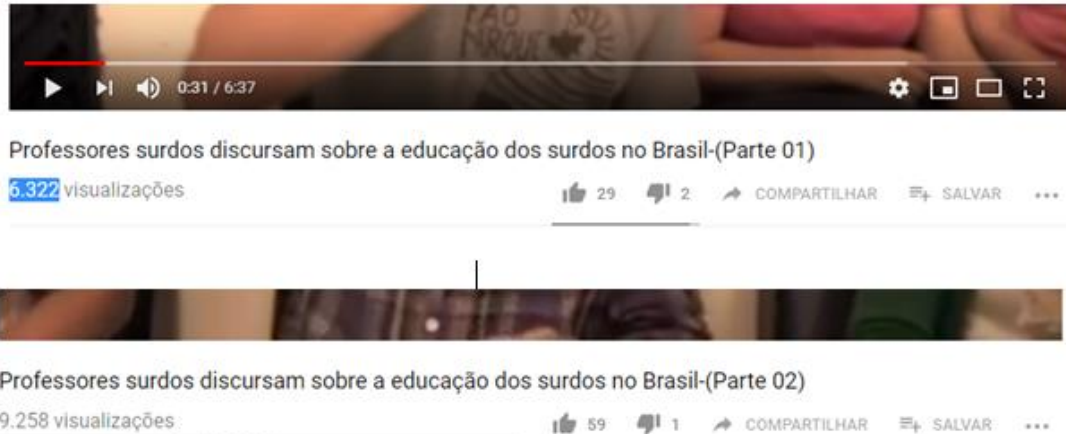 0:31 / 6:37
Professores surdos discursam sobre a educação dos surdos no Brasil-(Parte 01)
6.322 visualizações 29 2 COMPARTILHAR SALVAR
Professores surdos discursam sobre a educação dos surdos no Brasil-(Parte 02)
9.258 visualizações 59 1 COMPARTILHAR SALVAR